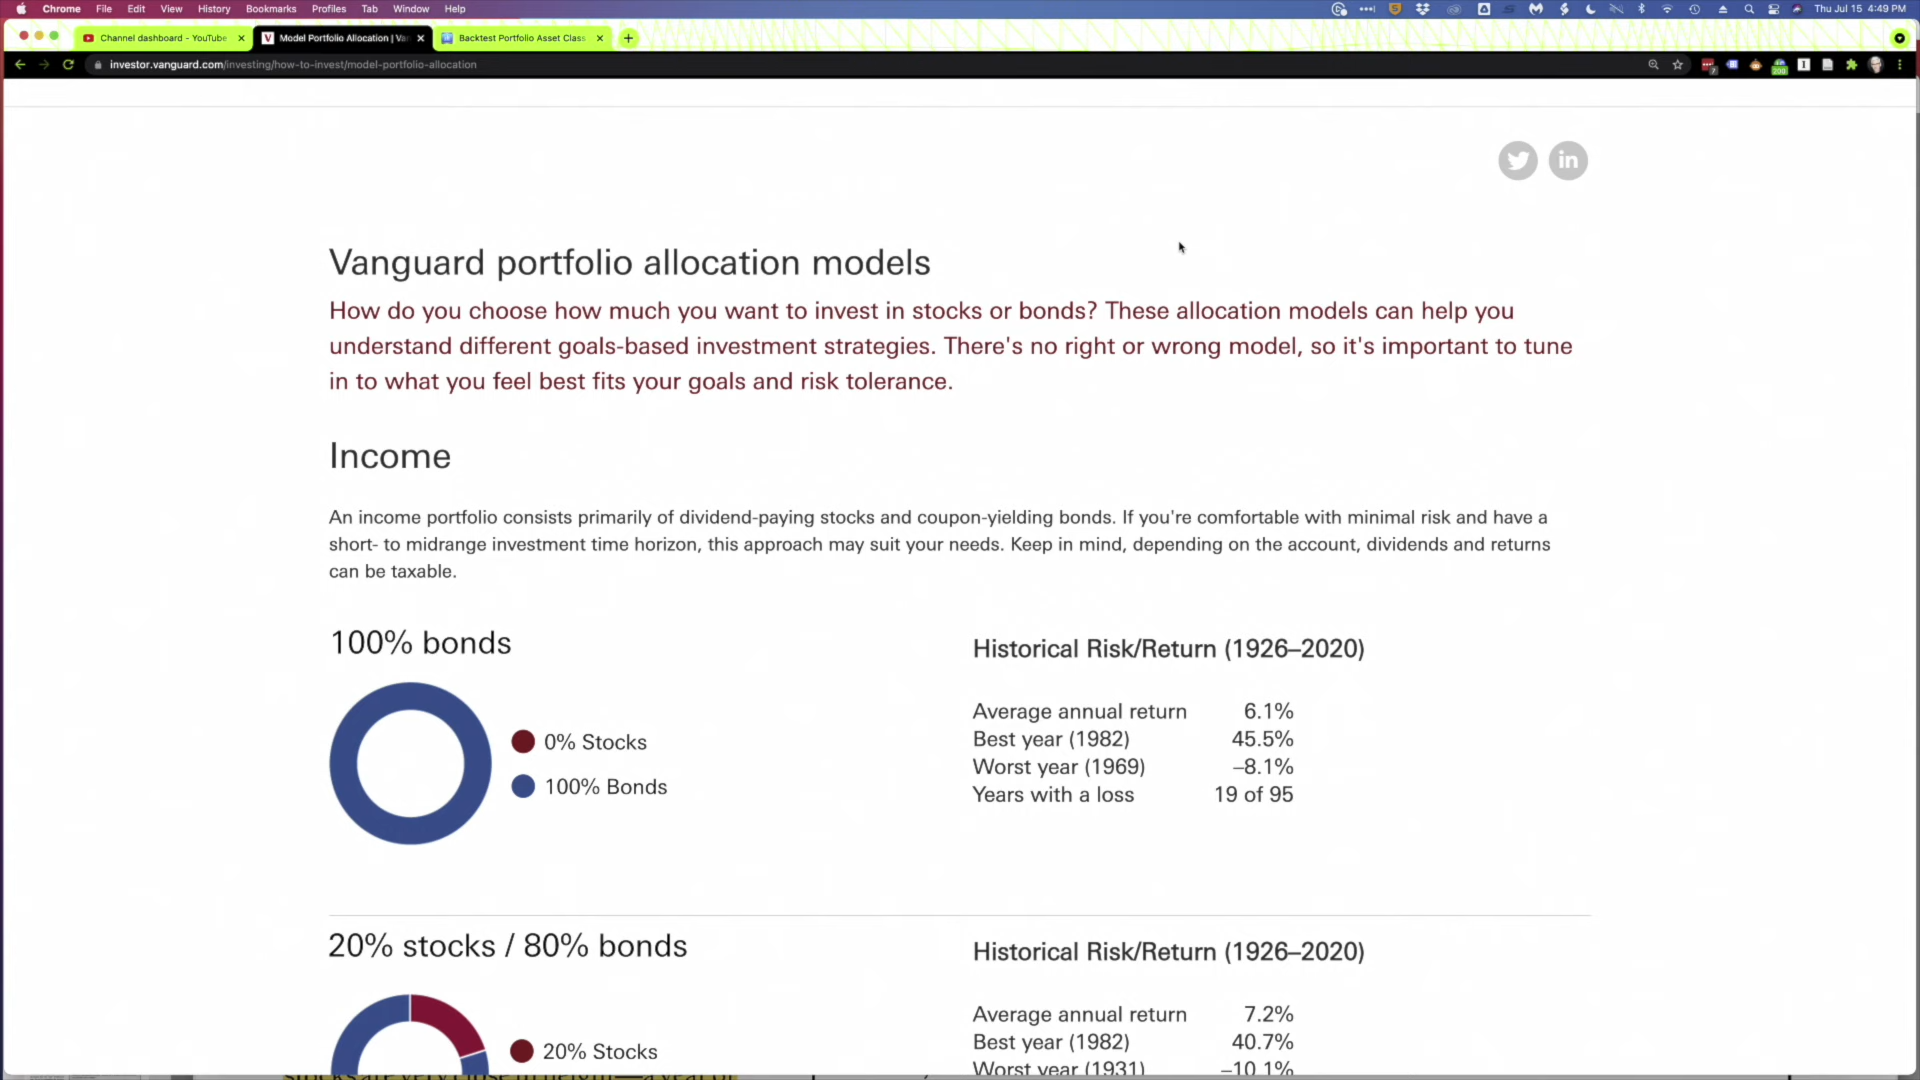 Chrome File Edit View History Bookmarks Profiles Tab Window Help
Thu Jul 15 4:49 PM
Channel dashboard - YouTube
Model Portfolio Allocation | Va
Backtest Portfolio Asset Class
investor.vanguard.com/investing/how-to-invest/model-portfolio-allocation
Vanguard portfolio allocation models
How do you choose how much you want to invest in stocks or bonds? These allocation models can help you
understand different goals-based investment strategies. There's no right or wrong model, so it's important to tune
in to what you feel best fits your goals and risk tolerance.
Income
An income portfolio consists primarily of dividend-paying stocks and coupon-yielding bonds. If you're comfortable with minimal risk and have a
short- to midrange investment time horizon, this approach may suit your needs. Keep in mind, depending on the account, dividends and returns
can be taxable.
100% bonds
0% Stocks
100% Bonds
Historical Risk/Return (1926–2020)
Average annual return 6.1%
Best year (1982) 45.5%
Worst year (1969) –8.1%
Years with a loss 19 of 95
20% stocks / 80% bonds
20% Stocks
Historical Risk/Return (1926–2020)
Average annual return 7.2%
Best year (1982) 40.7%
Worst year (1931) –10.1%